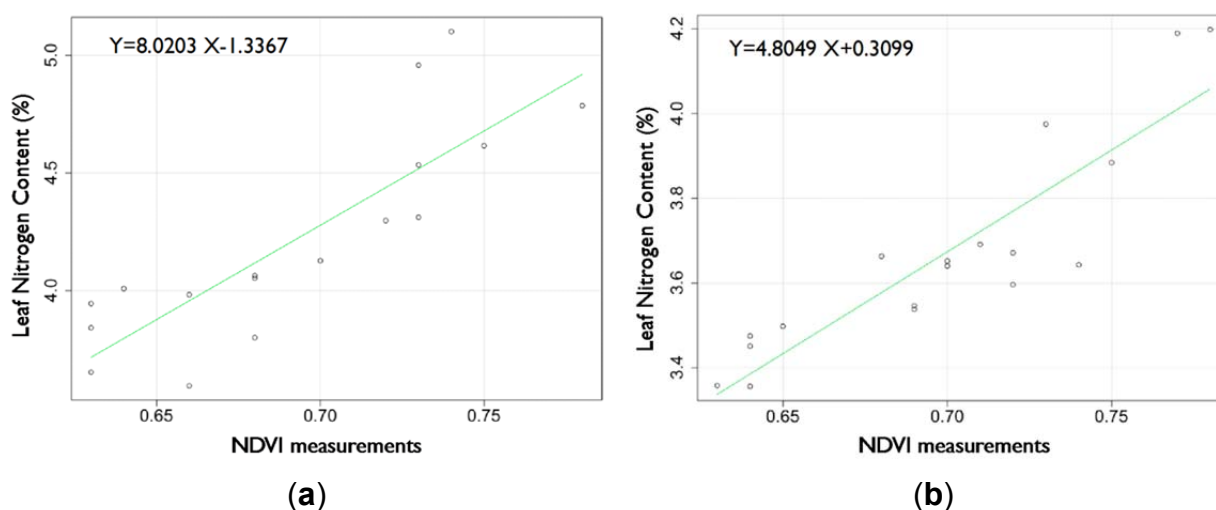 Y=8.0203 X-1.3367
Leaf Nitrogen Content (%)
5.0
4.5
4.0
0.65 0.70 0.75
NDVI measurements
(a)
Y=4.8049 X+0.3099
Leaf Nitrogen Content (%)
4.2
4.0
3.8
3.6
3.4
0.65 0.70 0.75
NDVI measurements
(b)